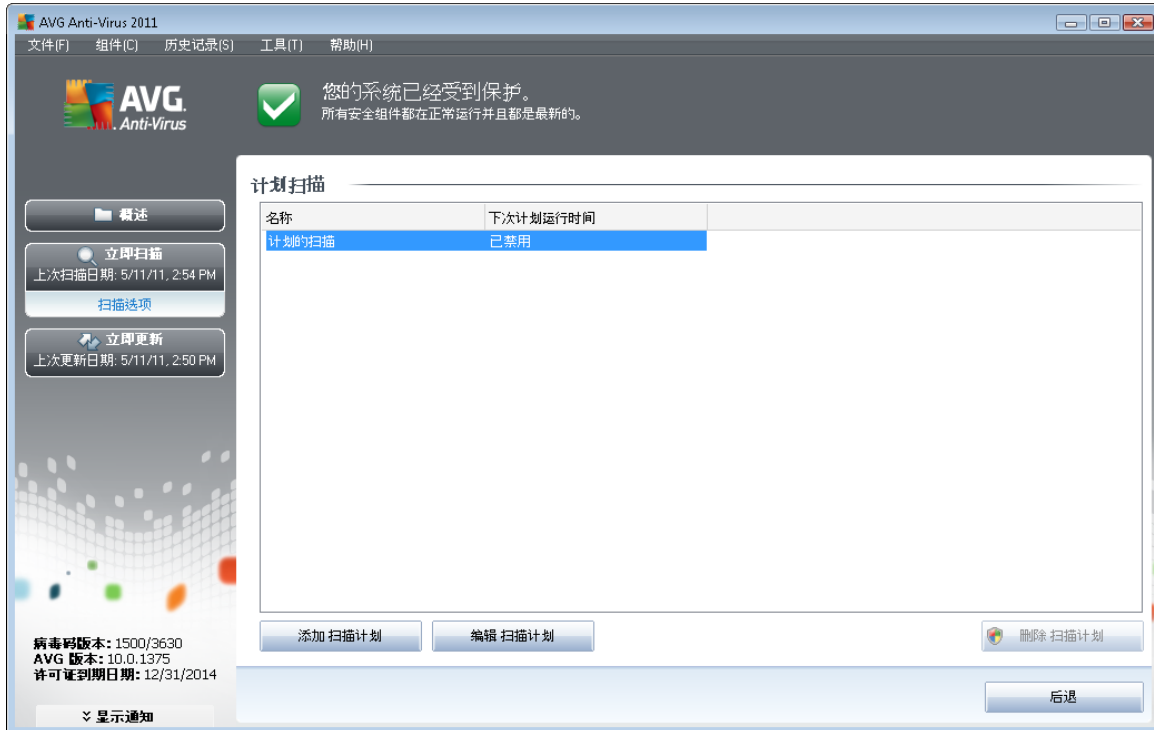 AVG Anti-Virus 2011
文件(F) 组件(C) 历史记录(S) 工具(T) 帮助(H)
AVG.
Anti-Virus
您的系统已经受到保护。
所有安全组件都在正常运行并且都是最新的。
概述
立即扫描
上次扫描日期: 5/11/11, 2:54 PM
扫描选项
立即更新
上次更新日期: 5/11/11, 2:50 PM
病毒码版本: 1500/3630
AVG 版本: 10.0.1375
许可证到期日期: 12/31/2014
显示通知
计划扫描
名称 下次计划运行时间
计划的扫描 已禁用
添加 扫描计划 编辑 扫描计划 删除 扫描计划
后退